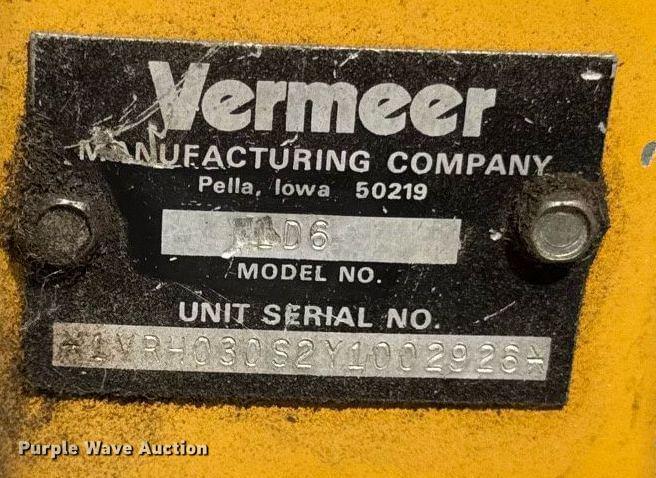 Vermeer
MANUFACTURING COMPANY
Pella, Iowa 50219
MODEL NO.
UNIT SERIAL NO.
*1VRH030S2Y1002926*
Purple Wave Auction